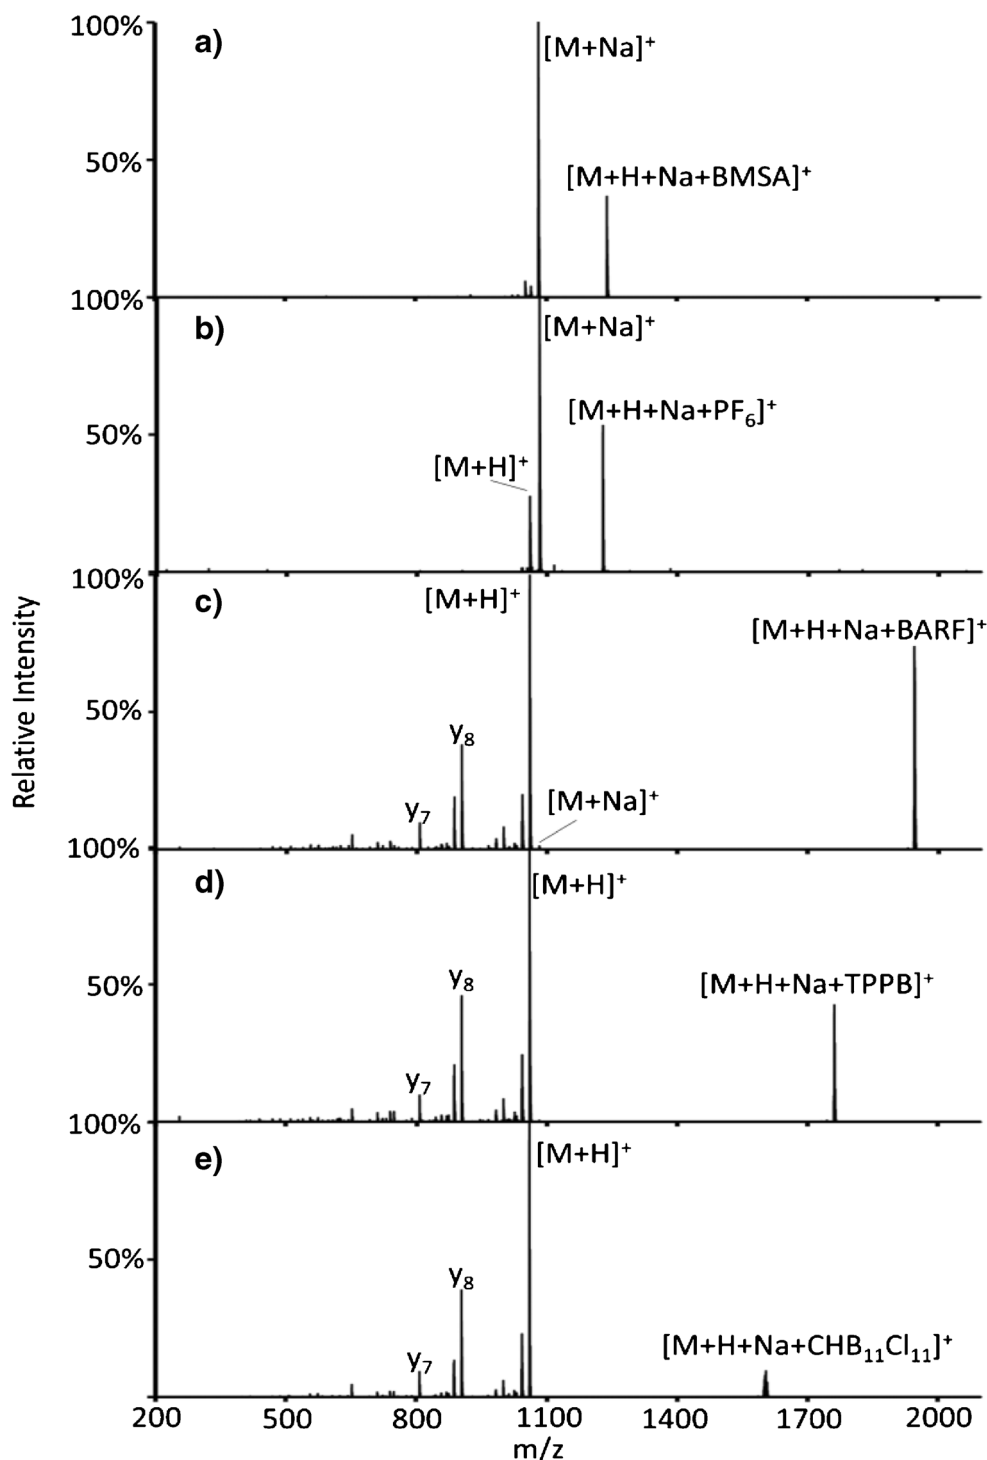 100%
a)
[M+Na]⁺
50%
[M+H+Na+BMSA]⁺
100%
b)
[M+Na]⁺
[M+H+Na+PF₆]⁺
50%
[M+H]⁺
100%
c)
[M+H]⁺
[M+H+Na+BARF]⁺
50%
y₈
y₇
[M+Na]⁺
100%
d)
[M+H]⁺
50%
y₈
[M+H+Na+TPPB]⁺
y₇
100%
e)
[M+H]⁺
50%
y₈
y₇
[M+H+Na+CHB₁₁Cl₁₁]⁺
200 500 800 1100 1400 1700 2000
m/z
Relative Intensity